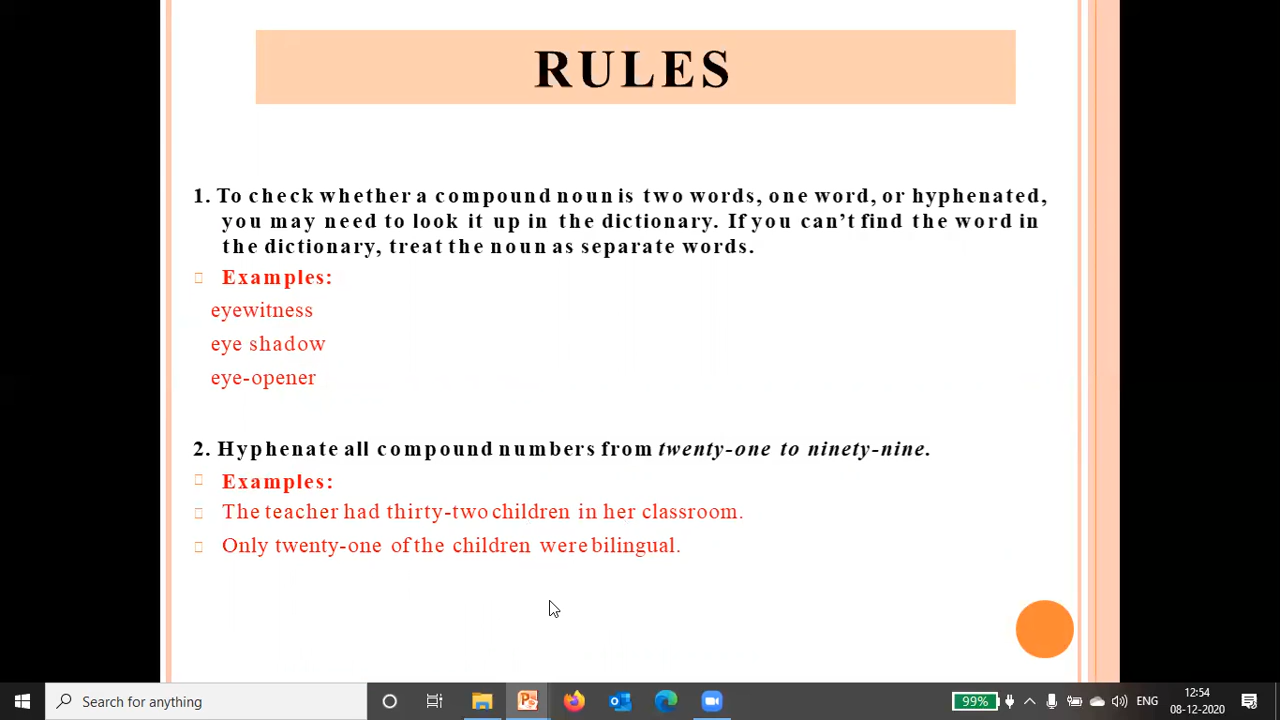 RULES
1. To check whether a compound noun is two words, one word, or hyphenated,
you may need to look it up in the dictionary. If you can’t find the word in
the dictionary, treat the noun as separate words.
Examples:
eyewitness
eye shadow
eye-opener
2. Hyphenate all compound numbers from twenty-one to ninety-nine.
Examples:
The teacher had thirty-two children in her classroom.
Only twenty-one of the children were bilingual.
Search for anything
99%
ENG
12:54
08-12-2020